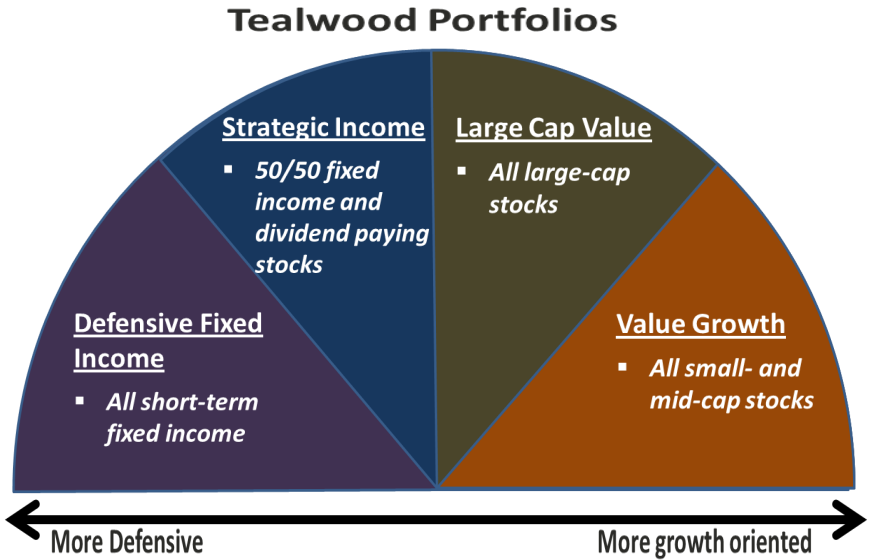 Tealwood Portfolios
Strategic Income
▪ 50/50 fixed
income and
dividend paying
stocks
Large Cap Value
▪ All large-cap
stocks
Defensive Fixed
Income
▪ All short-term
fixed income
Value Growth
▪ All small- and
mid-cap stocks
More Defensive
More growth oriented